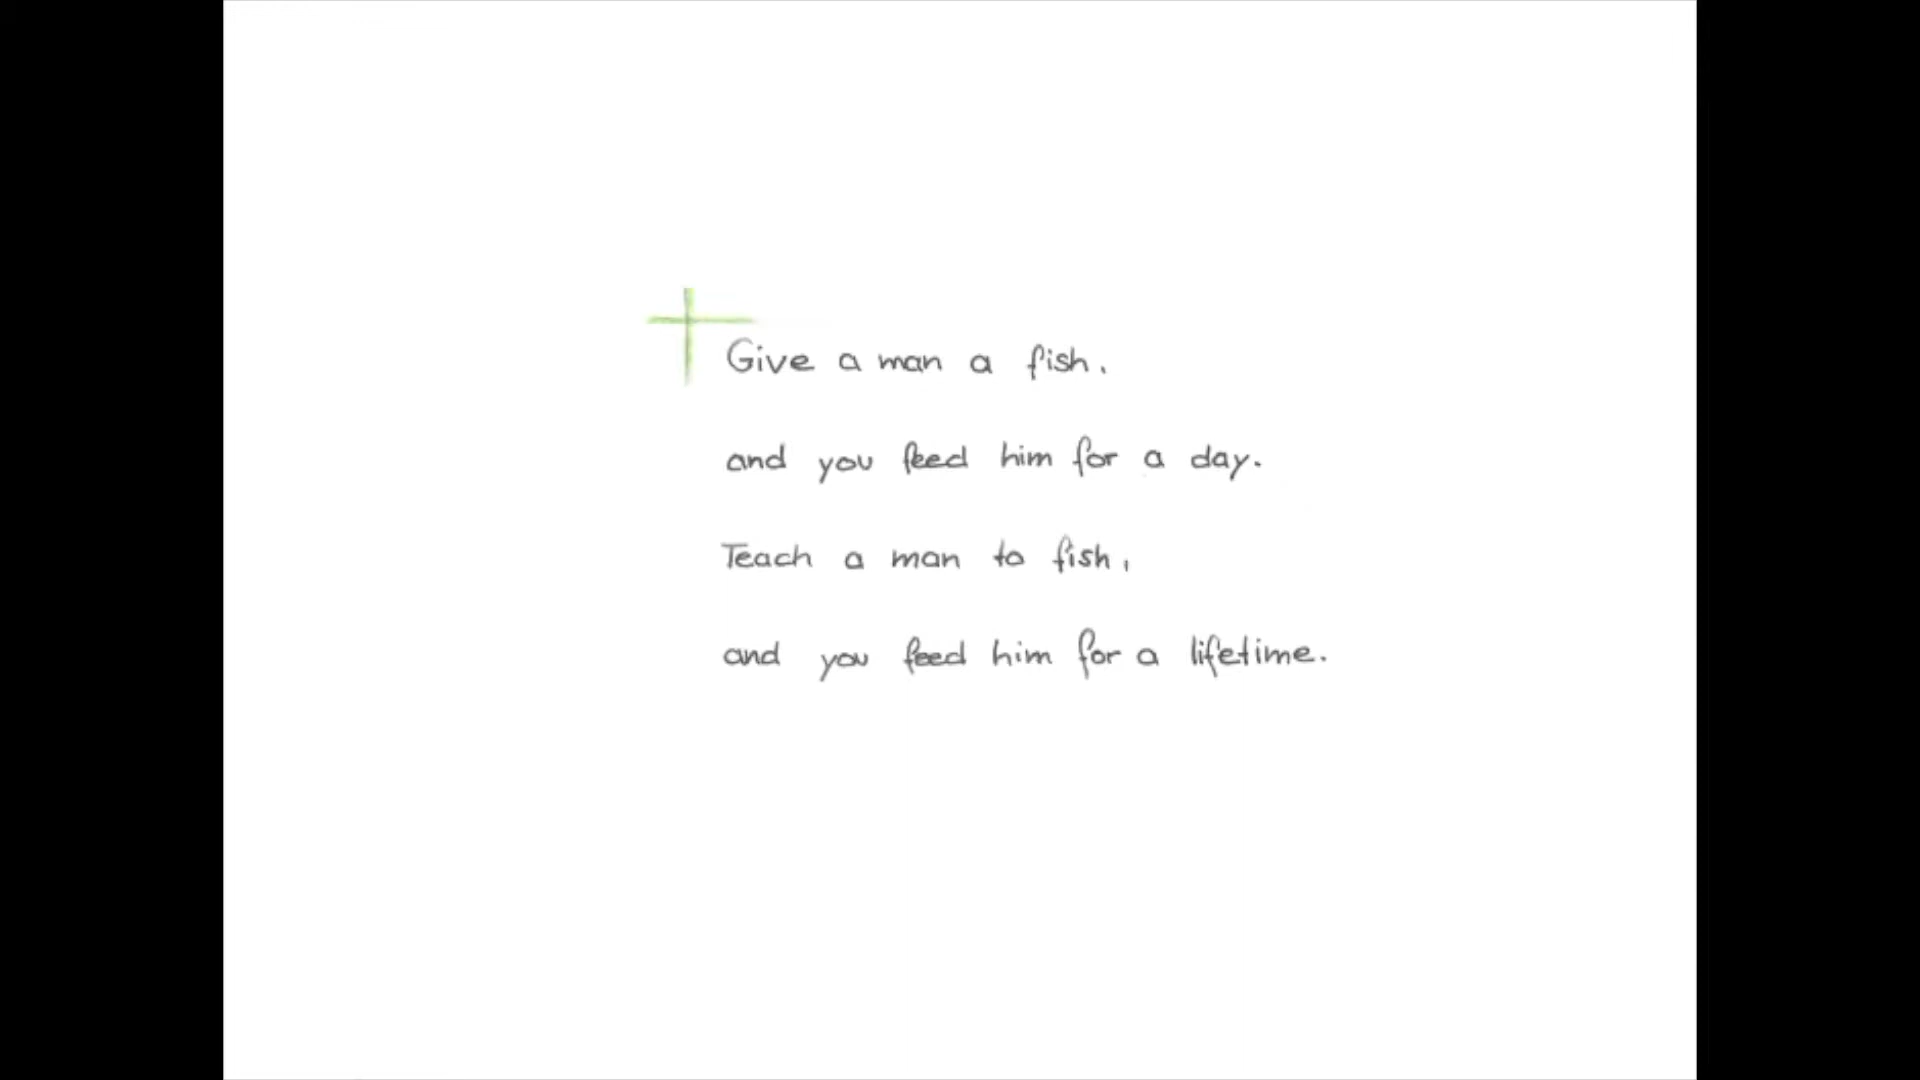 Give a man a fish,
and you feed him for a day.
Teach a man to fish,
and you feed him for a lifetime.